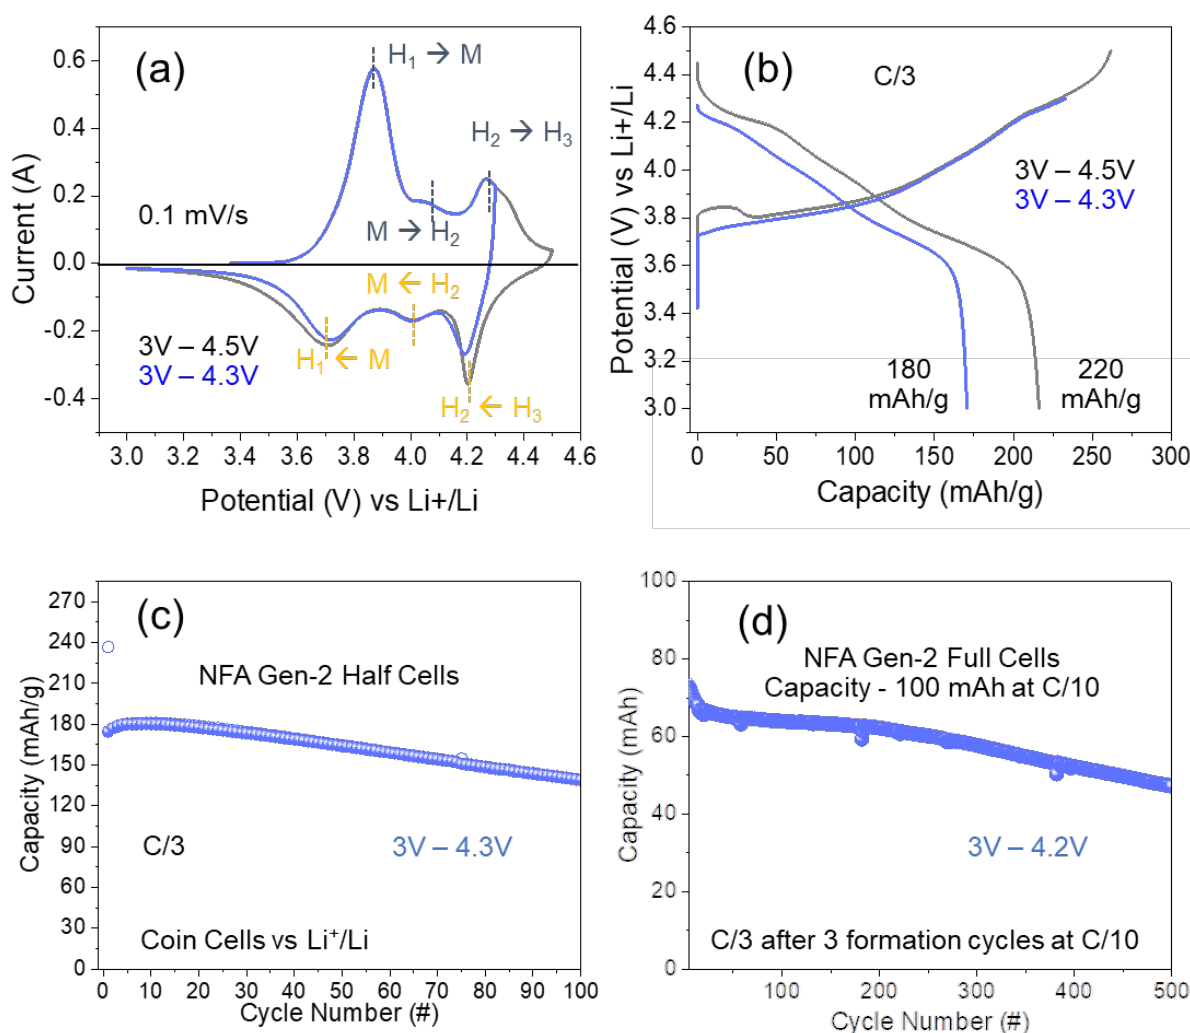 (a)
H₁ → M
H₂ → H₃
0.1 mV/s
M → H₂
M ← H₂
3V – 4.5V
3V – 4.3V
H₁ ← M
H₂ ← H₃
Current (A)
0.6
0.4
0.2
0.0
-0.2
-0.4
3.0 3.2 3.4 3.6 3.8 4.0 4.2 4.4 4.6
Potential (V) vs Li+/Li
(b)
C/3
3V – 4.5V
3V – 4.3V
180
mAh/g
220
mAh/g
Potential (V) vs Li+/Li
4.6
4.4
4.2
4.0
3.8
3.6
3.4
3.2
3.0
0 50 100 150 200 250 300
Capacity (mAh/g)
(c)
NFA Gen-2 Half Cells
C/3
3V – 4.3V
Coin Cells vs Li⁺/Li
Capacity (mAh/g)
270
240
210
180
150
120
90
60
30
0
0 10 20 30 40 50 60 70 80 90 100
Cycle Number (#)
(d)
NFA Gen-2 Full Cells
Capacity - 100 mAh at C/10
3V – 4.2V
C/3 after 3 formation cycles at C/10
Capacity (mAh)
100
80
60
40
20
0
100 200 300 400 500
Cycle Number (#)